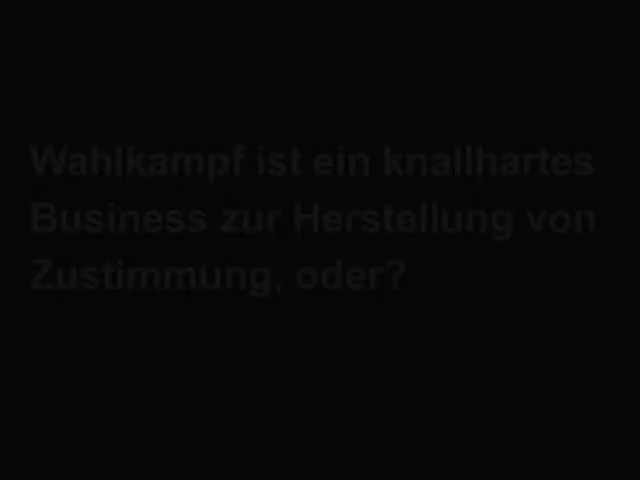 Wahlkampf ist ein knallhartes
Business zur Herstellung von
Zustimmung, oder?